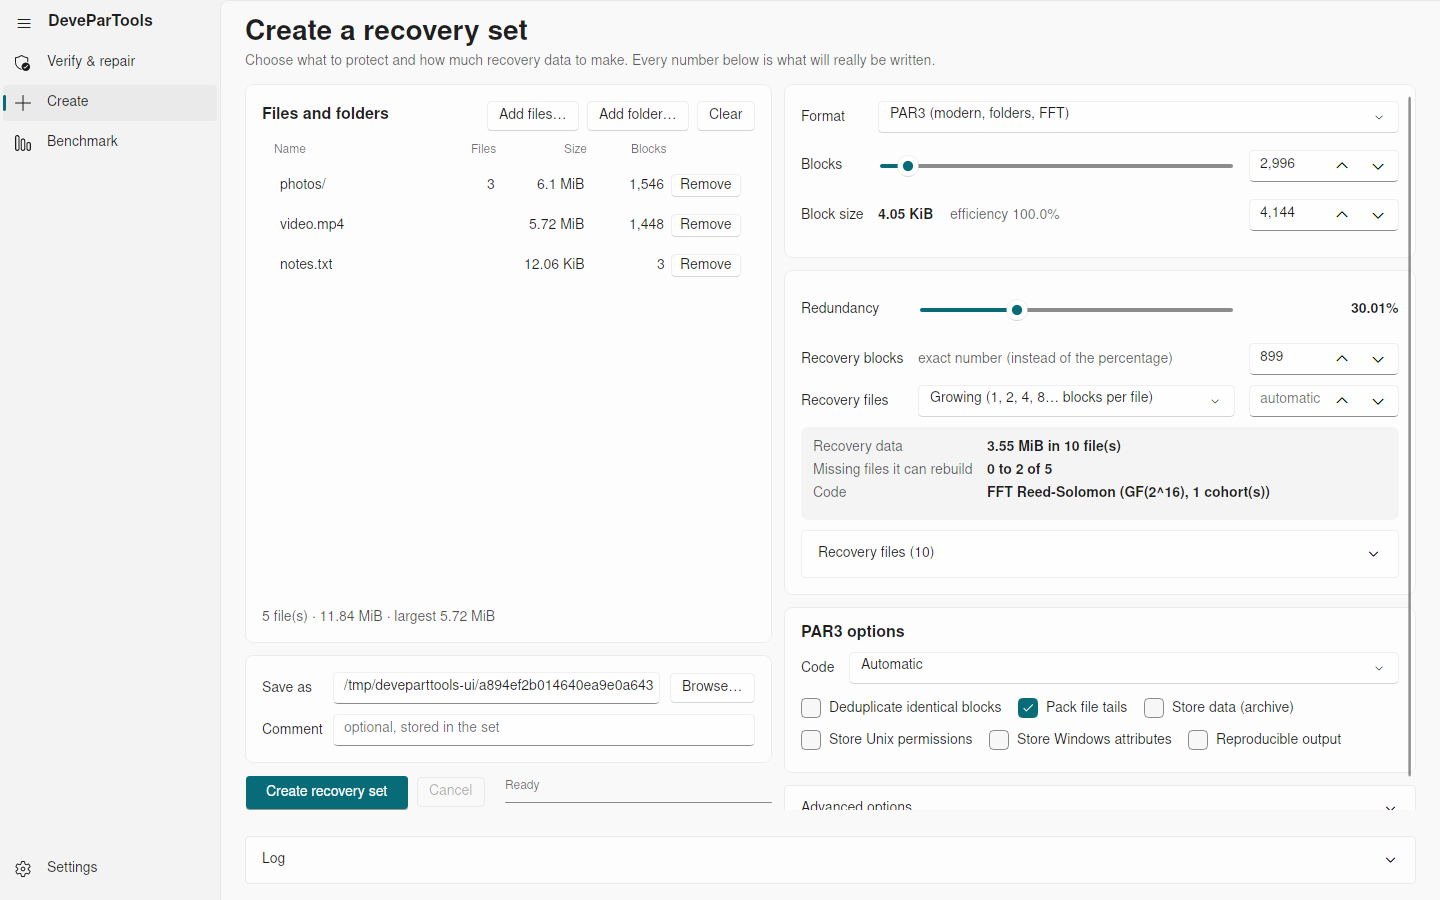 DeveParTools
Verify & repair
Create
Benchmark
Settings
Create a recovery set
Choose what to protect and how much recovery data to make. Every number below is what will really be written.
Files and folders
Add files...
Add folder...
Clear
Name Files Size Blocks
photos/ 3 6.1 MiB 1,546 Remove
video.mp4 5.72 MiB 1,448 Remove
notes.txt 12.06 KiB 3 Remove
5 file(s) · 11.84 MiB · largest 5.72 MiB
Save as /tmp/deveparttools-ui/a894ef2b014640ea9e0a643 Browse...
Comment optional, stored in the set
Create recovery set Cancel Ready
Format PAR3 (modern, folders, FFT)
Blocks 2,996
Block size 4.05 KiB efficiency 100.0% 4,144
Redundancy 30.01%
Recovery blocks exact number (instead of the percentage) 899
Recovery files Growing (1, 2, 4, 8... blocks per file) automatic
Recovery data 3.55 MiB in 10 file(s)
Missing files it can rebuild 0 to 2 of 5
Code FFT Reed-Solomon (GF(2^16), 1 cohort(s))
Recovery files (10)
PAR3 options
Code Automatic
Deduplicate identical blocks Pack file tails Store data (archive)
Store Unix permissions Store Windows attributes Reproducible output
Advanced options
Log